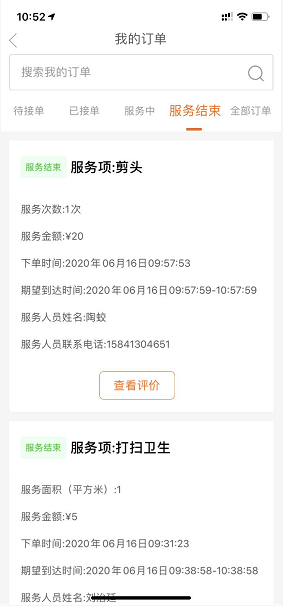 10:52
我的订单
搜索我的订单
待接单 已接单 服务中 服务结束 全部订单
服务结束 服务项:剪头
服务次数:1次
服务金额:¥20
下单时间:2020年06月16日09:57:53
期望到达时间:2020年06月16日09:57:59-10:57:59
服务人员姓名:陶蛟
服务人员联系电话:15841304651
查看评价
服务结束 服务项:打扫卫生
服务面积（平方米）:1
服务金额:¥5
下单时间:2020年06月16日09:31:23
期望到达时间:2020年06月16日09:38:58-10:38:58
服务人员姓名:刘治廷